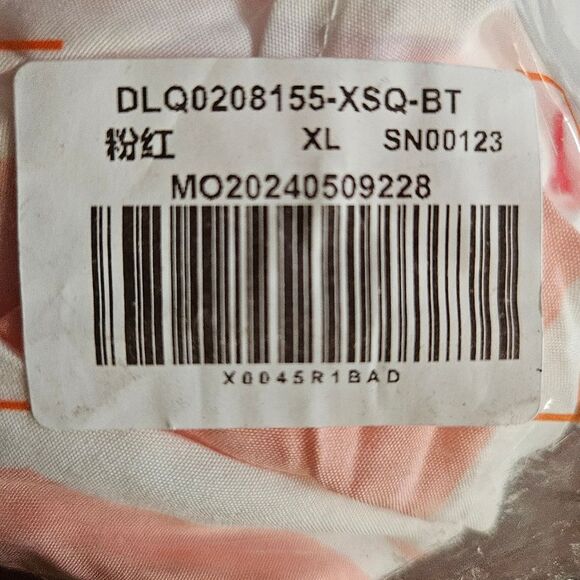 DLQ0208155-XSQ-BT
粉红 XL SN00123
MO20240509228
X0045R1BAD